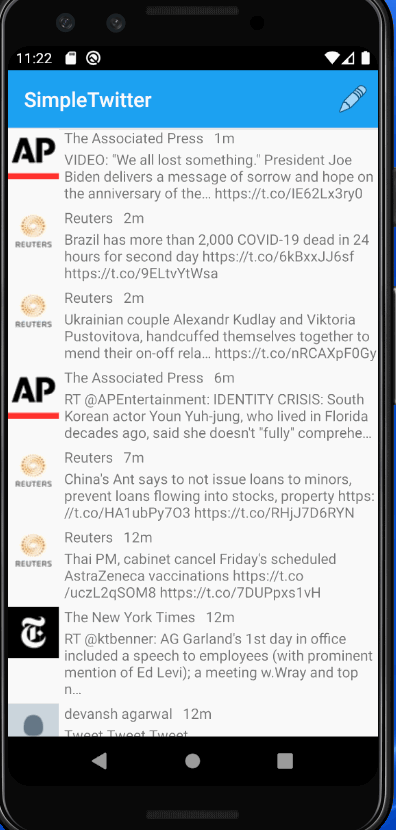 11:22
SimpleTwitter
AP
The Associated Press 1m
VIDEO: "We all lost something." President Joe
Biden delivers a message of sorrow and hope on
the anniversary of the... https://t.co/IE62Lx3ry0
REUTERS
Reuters 2m
Brazil has more than 2,000 COVID-19 dead in 24
hours for second day https://t.co/6kBxxJJ6sf
https://t.co/9ELtvYtWsa
REUTERS
Reuters 2m
Ukrainian couple Alexandr Kudlay and Viktoria
Pustovitova, handcuffed themselves together to
mend their on-off rela... https://t.co/nRCAXpF0Gy
AP
The Associated Press 6m
RT @APEntertainment: IDENTITY CRISIS: South
Korean actor Youn Yuh-jung, who lived in Florida
decades ago, said she doesn't "fully" comprehe...
REUTERS
Reuters 7m
China's Ant says to not issue loans to minors,
prevent loans flowing into stocks, property https:
//t.co/HA1ubPy7O3 https://t.co/RHjJ7D6RYN
REUTERS
Reuters 12m
Thai PM, cabinet cancel Friday's scheduled
AstraZeneca vaccinations https://t.co
/uczL2qSOM8 https://t.co/7DUPpxs1vH
T
The New York Times 12m
RT @ktbenner: AG Garland's 1st day in office
included a speech to employees (with prominent
mention of Ed Levi); a meeting w.Wray and top
n...
devansh agarwal 12m
Tweet Tweet Tweet